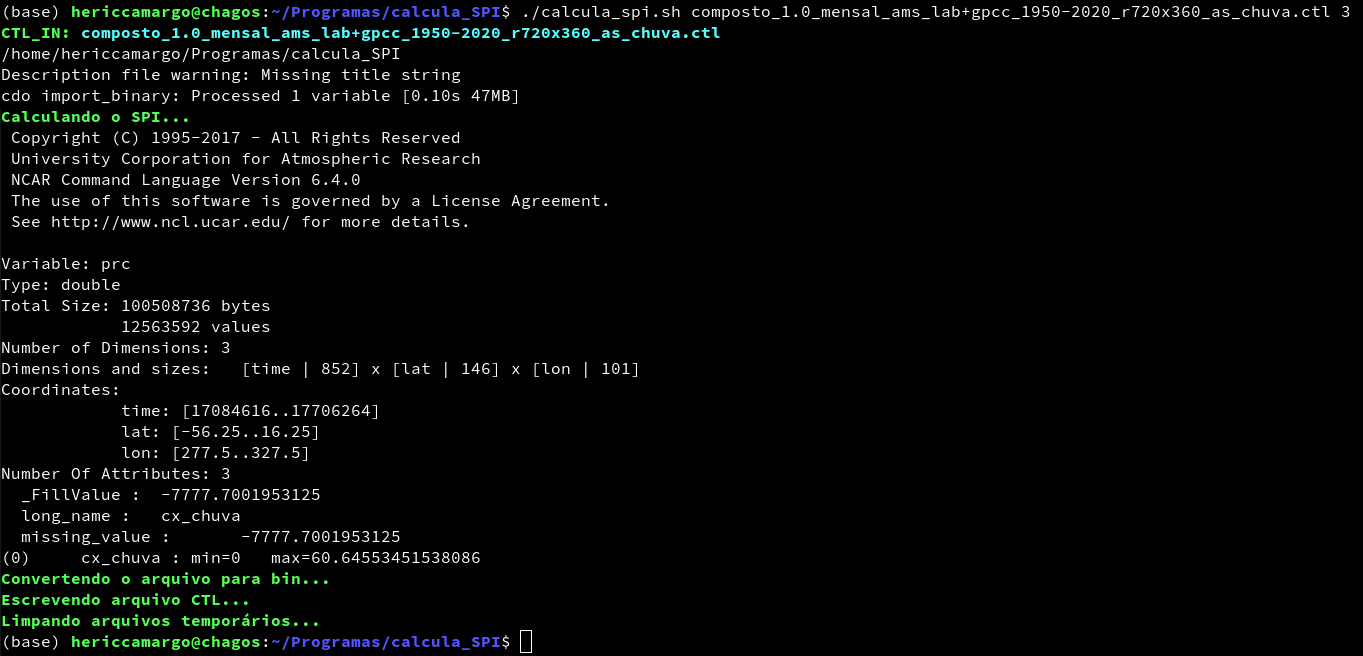 (base) hericcamargo@chagos:~/Programas/calcula_SPI$ ./calcula_spi.sh composto_1.0_mensal_ams_lab+gpcc_1950-2020_r720x360_as_chuva.ctl 3
CTL_IN: composto_1.0_mensal_ams_lab+gpcc_1950-2020_r720x360_as_chuva.ctl
/home/hericcamargo/Programas/calcula_SPI
Description file warning: Missing title string
cdo import_binary: Processed 1 variable [0.10s 47MB]
Calculando o SPI...
 Copyright (C) 1995-2017 - All Rights Reserved
 University Corporation for Atmospheric Research
 NCAR Command Language Version 6.4.0
 The use of this software is governed by a License Agreement.
 See http://www.ncl.ucar.edu/ for more details.

Variable: prc
Type: double
Total Size: 100508736 bytes
            12563592 values
Number of Dimensions: 3
Dimensions and sizes:   [time | 852] x [lat | 146] x [lon | 101]
Coordinates:
            time: [17084616..17706264]
            lat: [-56.25..16.25]
            lon: [277.5..327.5]
Number Of Attributes: 3
  _FillValue :  -7777.7001953125
  long_name :   cx_chuva
  missing_value :       -7777.7001953125
(0)     cx_chuva : min=0   max=60.64553451538086
Convertendo o arquivo para bin...
Escrevendo arquivo CTL...
Limpando arquivos temporários...
(base) hericcamargo@chagos:~/Programas/calcula_SPI$